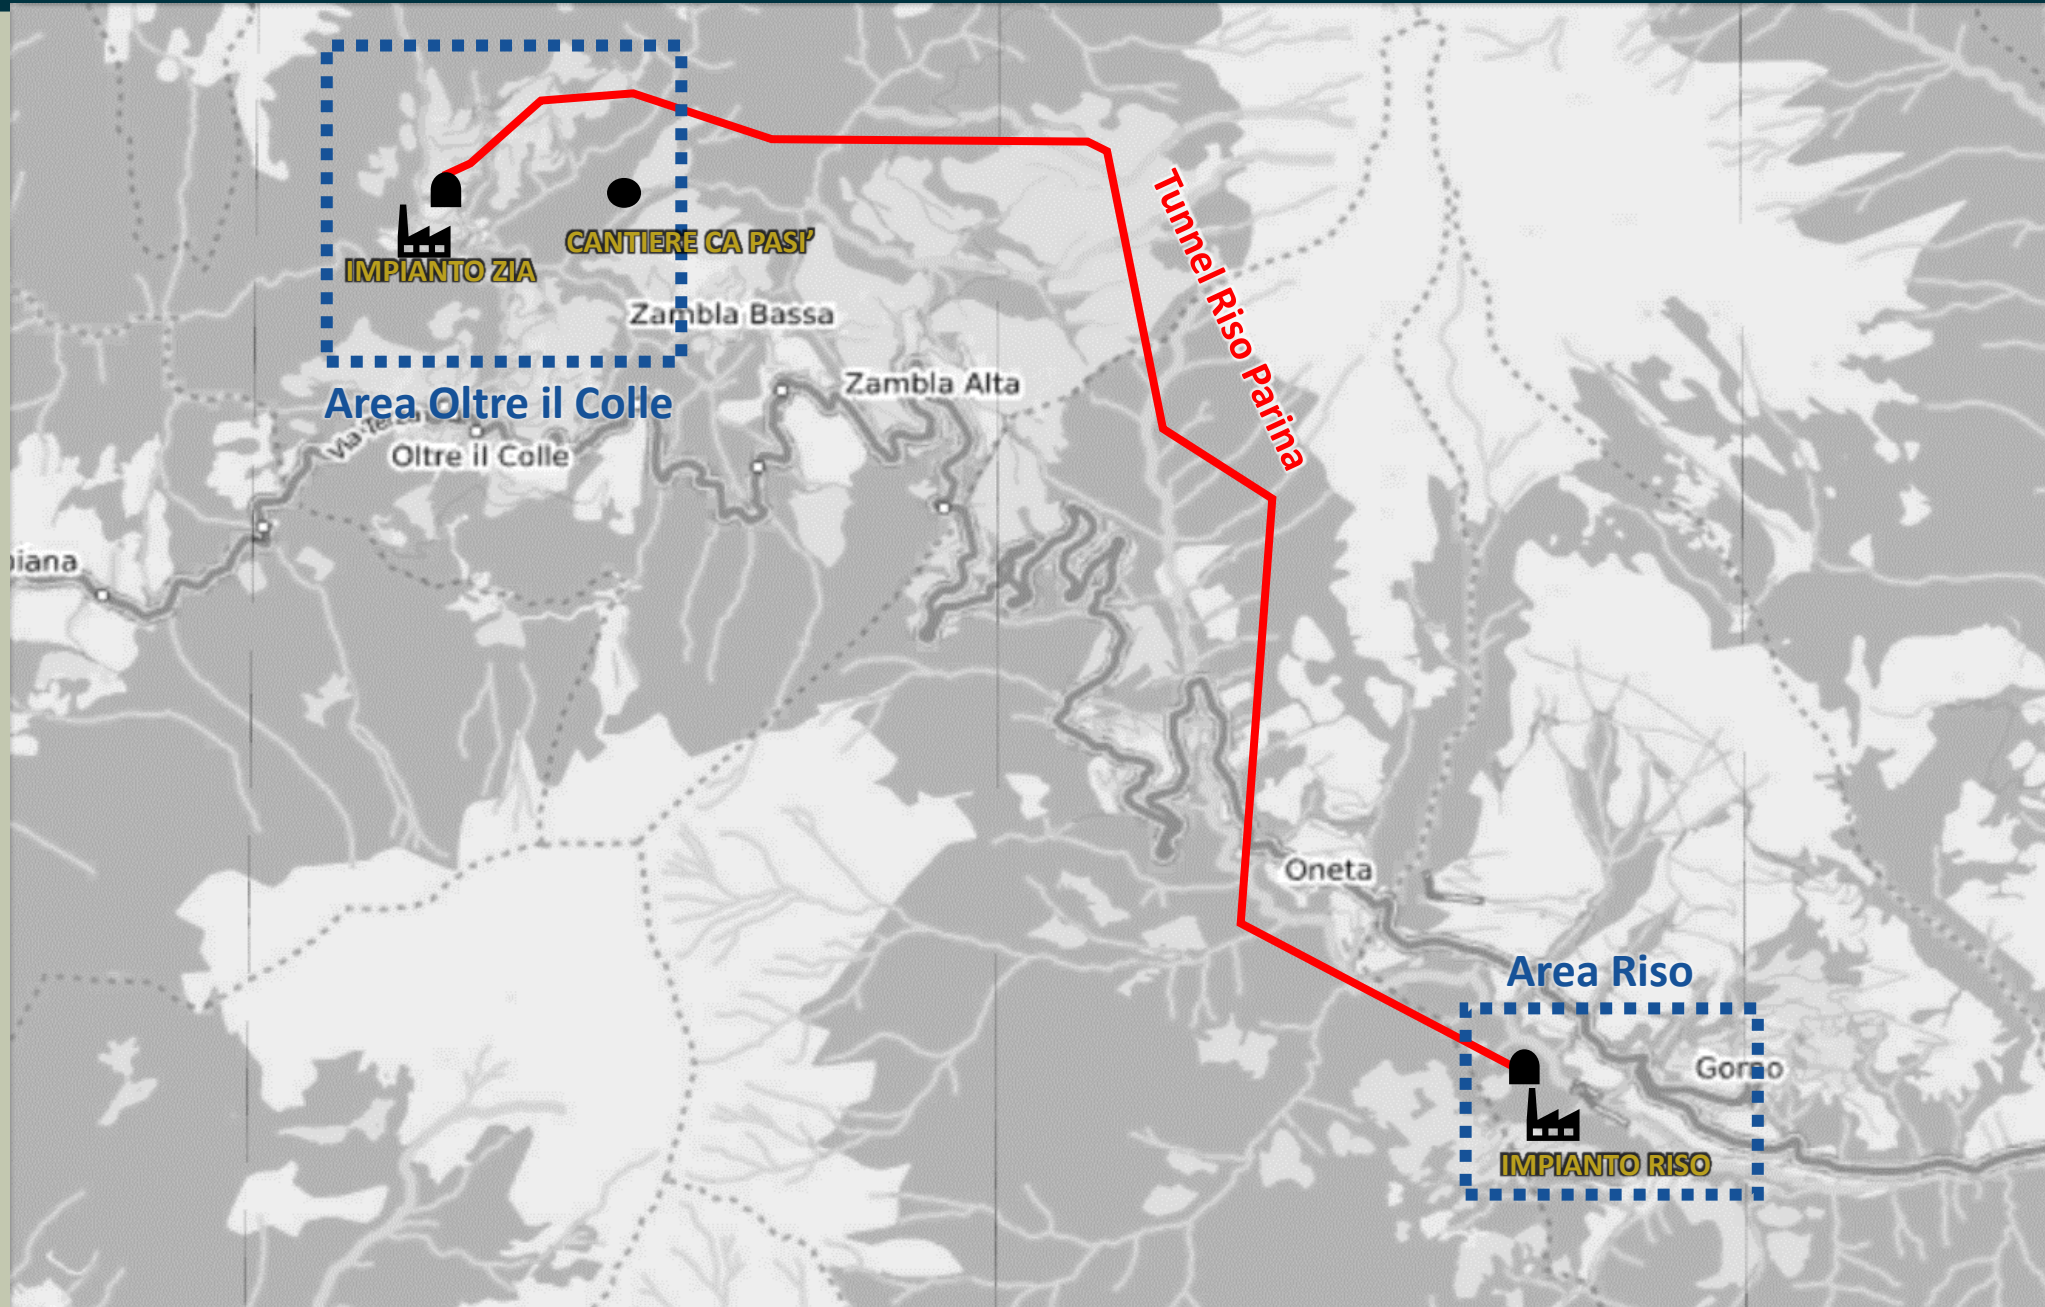 CANTIERE CA PASI'
IMPIANTO ZIA
Zambla Bassa
Tunnel Riso Parina
Zambla Alta
Area Oltre il Colle
Oltre il Colle
Oneta
Area Riso
Gorno
IMPIANTO RISO